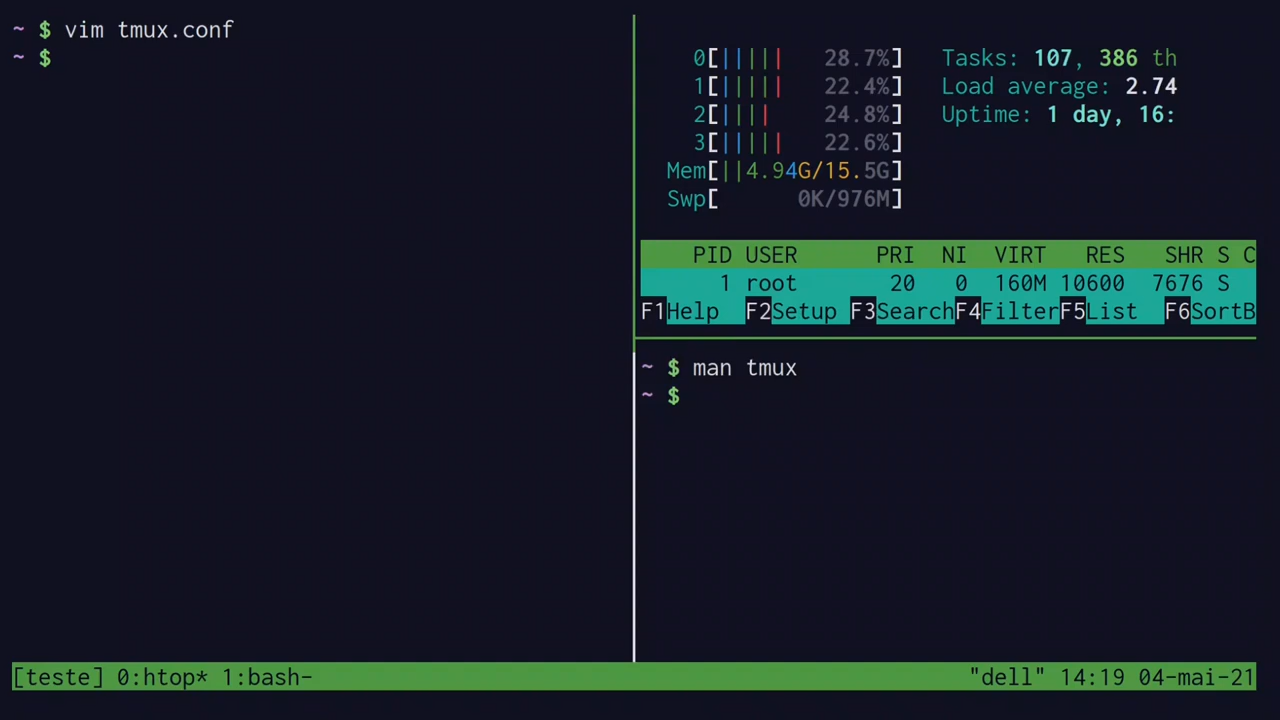 ~ $ vim tmux.conf
~ $
0[||||| 28.7%] Tasks: 107, 386 th
1[||||| 22.4%] Load average: 2.74
2[|||| 24.8%] Uptime: 1 day, 16:
3[||||| 22.6%]
Mem[||4.94G/15.5G]
Swp[ 0K/976M]
PID USER PRI NI VIRT RES SHR S C
1 root 20 0 160M 10600 7676 S
F1Help F2Setup F3SearchF4FilterF5List F6SortB
~ $ man tmux
~ $
[teste] 0:htop* 1:bash- "dell" 14:19 04-mai-21